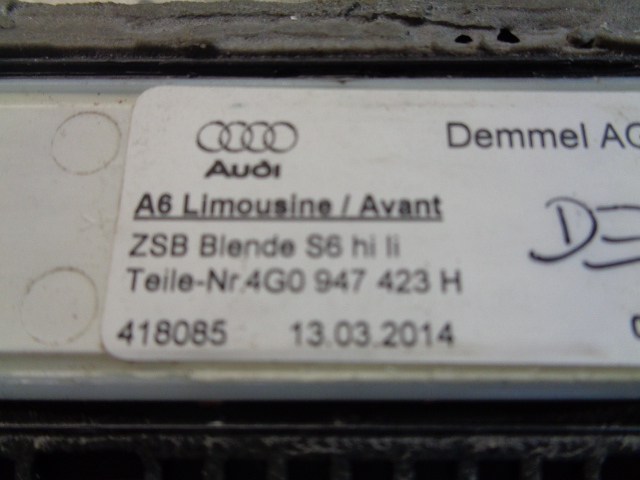 Audi
Demmel AG
A6 Limousine / Avant
ZSB Blende S6 hi li
Teile-Nr.4G0 947 423 H
418085 13.03.2014